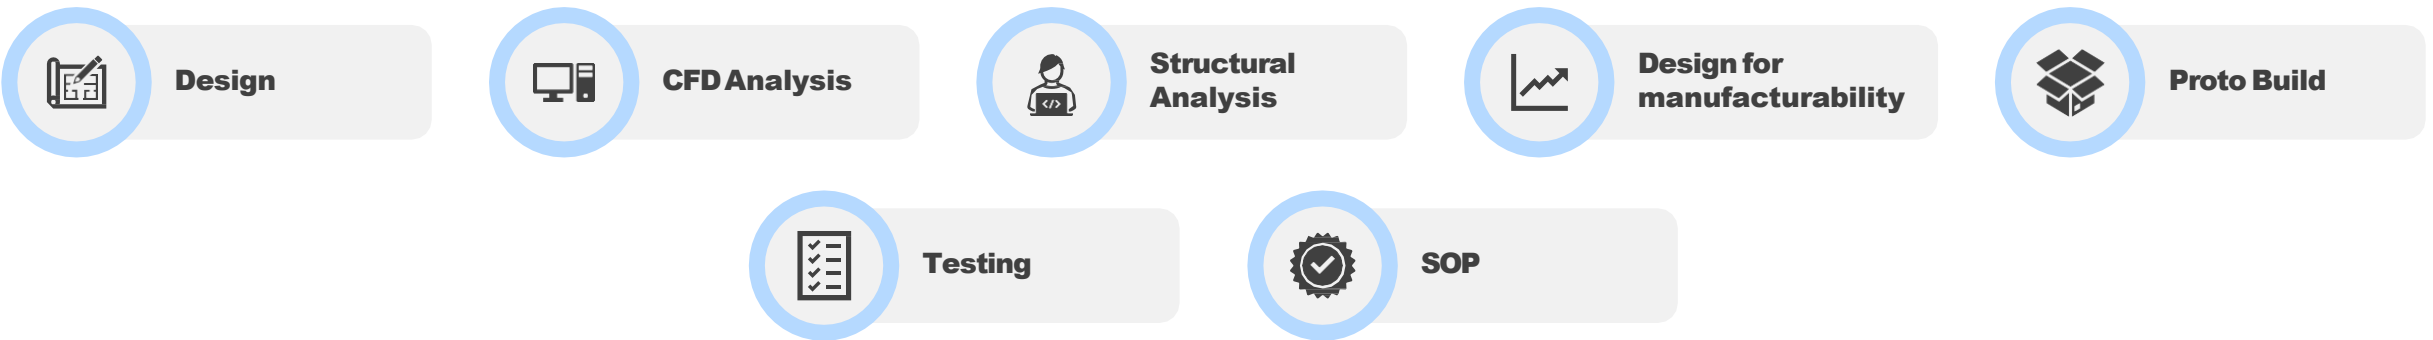 Design
CFD Analysis
Structural
Analysis
Design for
manufacturability
Proto Build
Testing
SOP